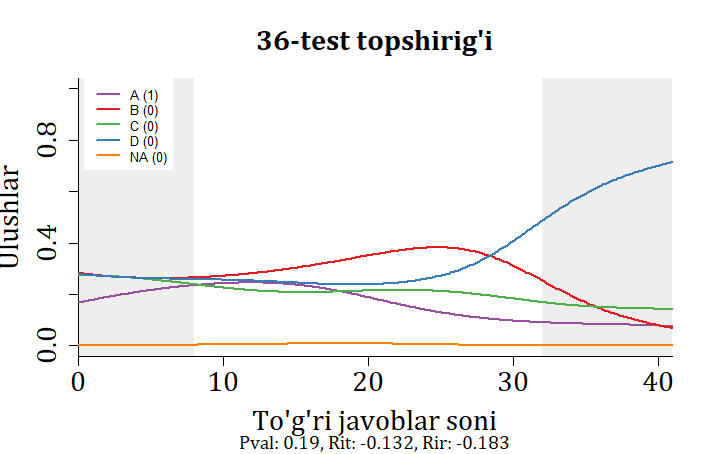 36-test topshirig'i
A (1)
B (0)
C (0)
D (0)
NA (0)
Ulushlar
0.0
0.4
0.8
0
10
20
30
40
To'g'ri javoblar soni
Pval: 0.19, Rit: -0.132, Rir: -0.183